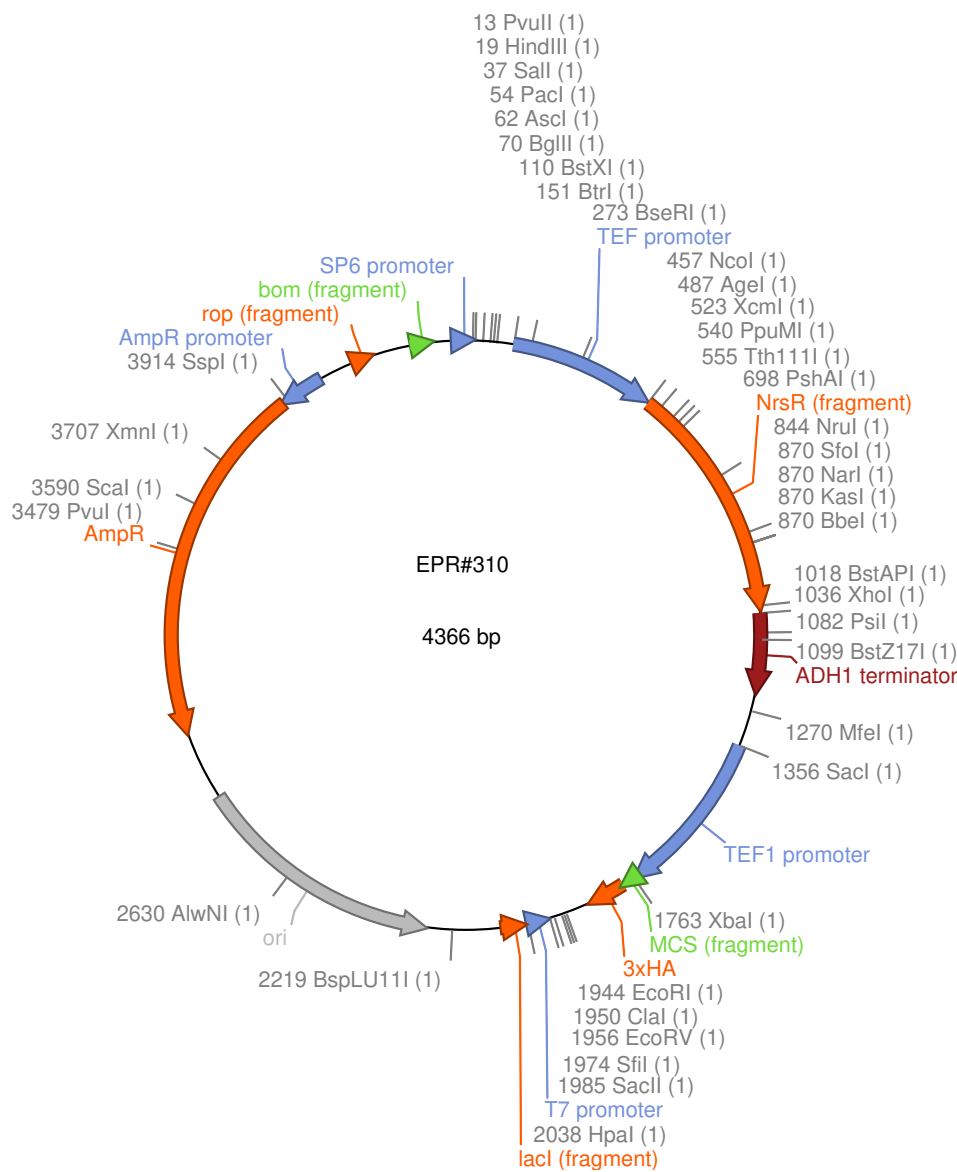 13 PvuII (1)
19 HindIII (1)
37 SalI (1)
54 PacI (1)
62 AscI (1)
70 BglII (1)
110 BstXI (1)
151 BtrI (1)
273 BseRI (1)
TEF promoter
457 NcoI (1)
487 AgeI (1)
523 XcmI (1)
540 PpuMI (1)
555 Tth111I (1)
698 PshAI (1)
NrsR (fragment)
844 NruI (1)
870 SfoI (1)
870 NarI (1)
870 KasI (1)
870 BbeI (1)
1018 BstAPI (1)
1036 XhoI (1)
1082 PsiI (1)
1099 BstZ17I (1)
ADH1 terminator
1270 MfeI (1)
1356 SacI (1)
TEF1 promoter
1763 XbaI (1)
MCS (fragment)
3xHA
1944 EcoRI (1)
1950 ClaI (1)
1956 EcoRV (1)
1974 SfiI (1)
1985 SacII (1)
T7 promoter
2038 HpaI (1)
lacI (fragment)
2219 BspLU11I (1)
ori
2630 AlwNI (1)
AmpR
3479 PvuI (1)
3590 ScaI (1)
3707 XmnI (1)
3914 SspI (1)
AmpR promoter
rop (fragment)
bom (fragment)
SP6 promoter
EPR#310
4366 bp